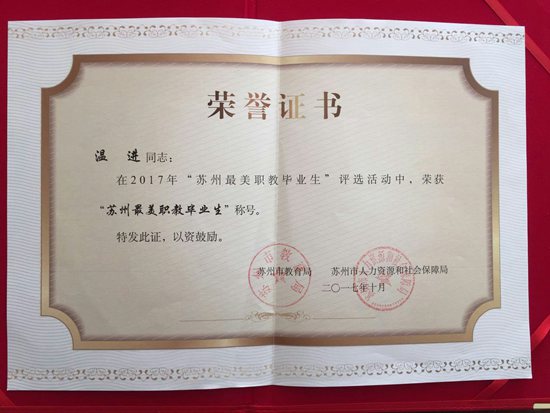 荣誉证书
温 进 同志：
在2017年“苏州最美职教毕业生”评选活动中，荣获
“苏州最美职教毕业生”称号。
特发此证，以资鼓励。
苏州市教育局 苏州市人力资源和社会保障局
二〇一七年十月